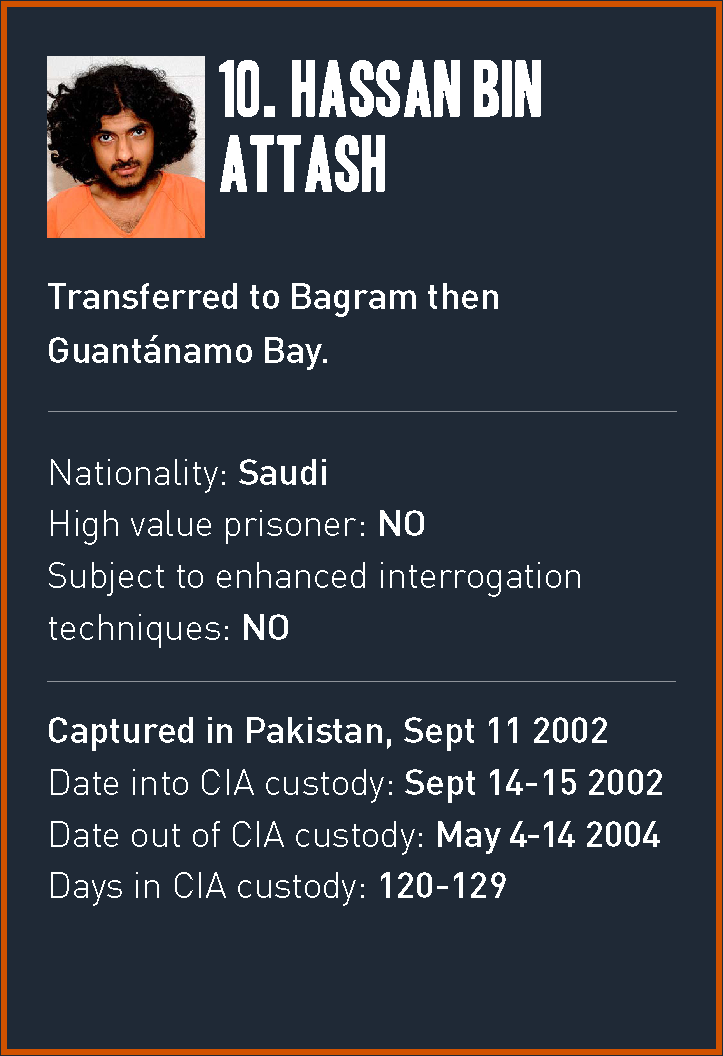 10. HASSAN BIN
ATTASH
Transferred to Bagram then
Guantánamo Bay.
Nationality: Saudi
High value prisoner: NO
Subject to enhanced interrogation
techniques: NO
Captured in Pakistan, Sept 11 2002
Date into CIA custody: Sept 14-15 2002
Date out of CIA custody: May 4-14 2004
Days in CIA custody: 120-129